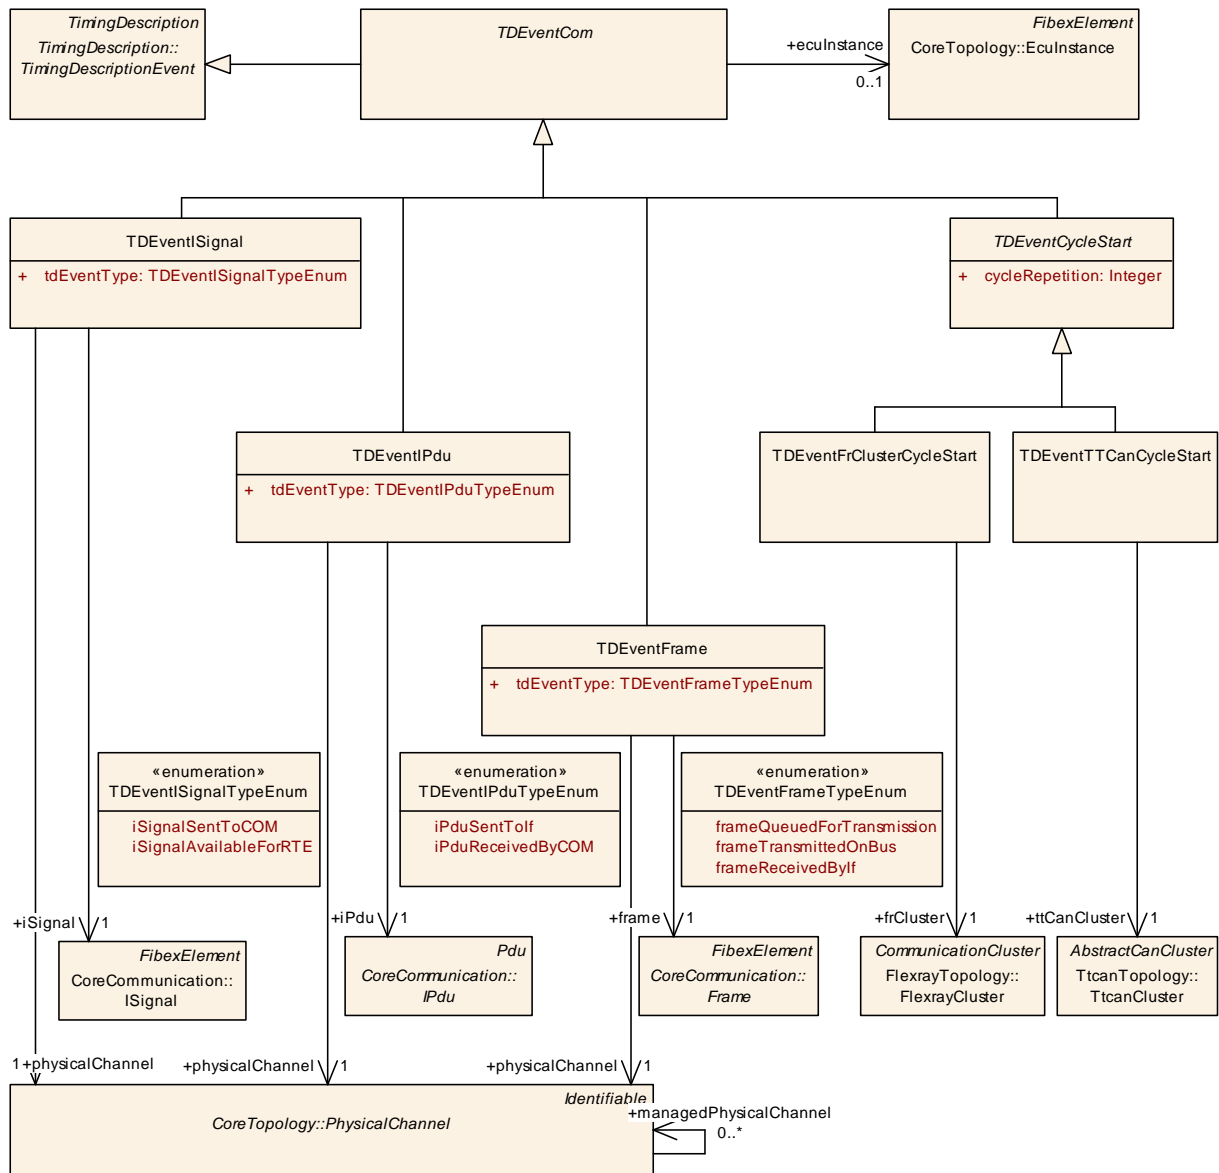 TimingDescription
TimingDescription::
TimingDescriptionEvent
TDEventCom
+ecuInstance
0..1
FibexElement
CoreTopology::EcuInstance
TDEventISignal
+ tdEventType: TDEventISignalTypeEnum
TDEventCycleStart
+ cycleRepetition: Integer
TDEventIPdu
+ tdEventType: TDEventIPduTypeEnum
TDEventFrClusterCycleStart
TDEventTTCanCycleStart
TDEventFrame
+ tdEventType: TDEventFrameTypeEnum
«enumeration»
TDEventISignalTypeEnum
iSignalSentToCOM
iSignalAvailableForRTE
«enumeration»
TDEventIPduTypeEnum
iPduSentToIf
iPduReceivedByCOM
«enumeration»
TDEventFrameTypeEnum
frameQueuedForTransmission
frameTransmittedOnBus
frameReceivedByIf
+iSignal 1
+iPdu 1
+frame 1
+frCluster 1
+ttCanCluster 1
FibexElement
CoreCommunication::
ISignal
Pdu
CoreCommunication::
IPdu
FibexElement
CoreCommunication::
Frame
CommunicationCluster
FlexrayTopology::
FlexrayCluster
AbstractCanCluster
TtcanTopology::
TtcanCluster
1 +physicalChannel
+physicalChannel 1
+physicalChannel 1
Identifiable
CoreTopology::PhysicalChannel
+managedPhysicalChannel
0..*